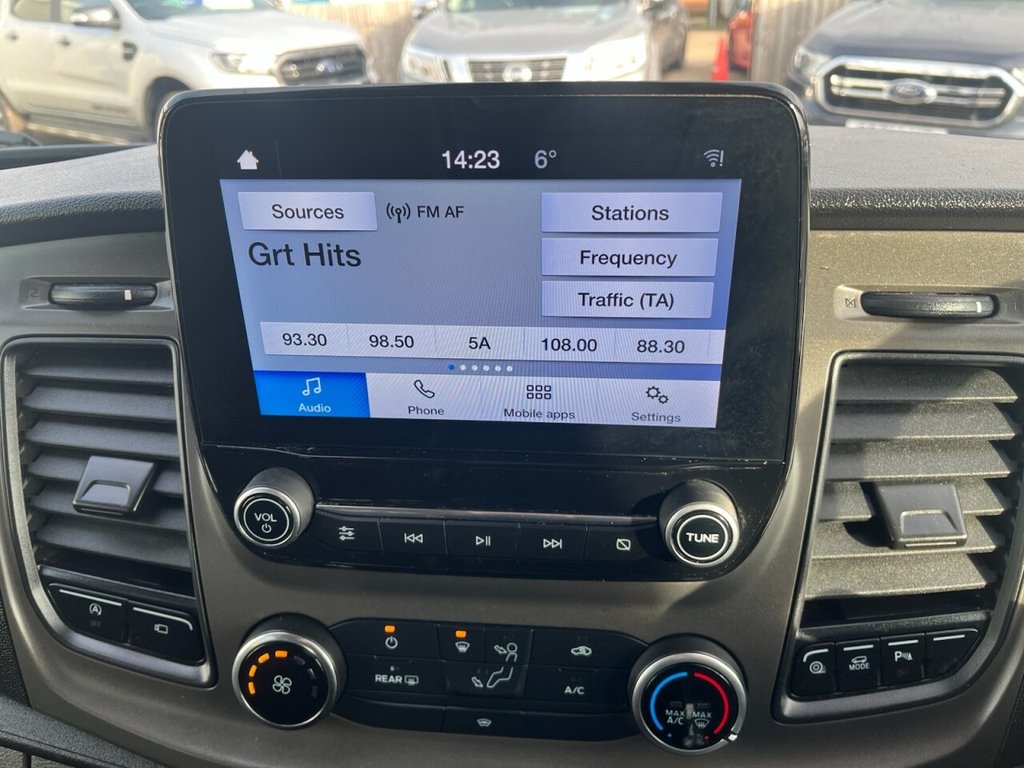 14:23 6°
Sources FM AF Stations
Grt Hits
Frequency
Traffic (TA)
93.30 98.50 5A 108.00 88.30
Audio Phone Mobile apps Settings
VOL
TUNE
REAR
A/C
MAX A/C MAX
MODE
P